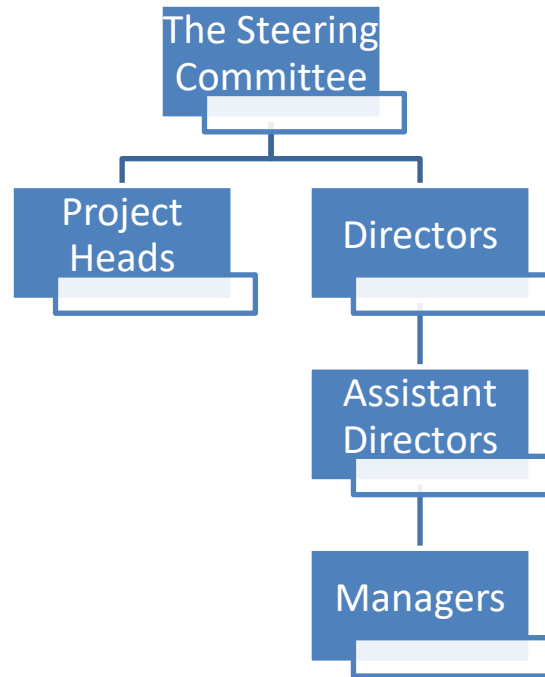 The Steering
Committee
Project
Heads
Directors
Assistant
Directors
Managers